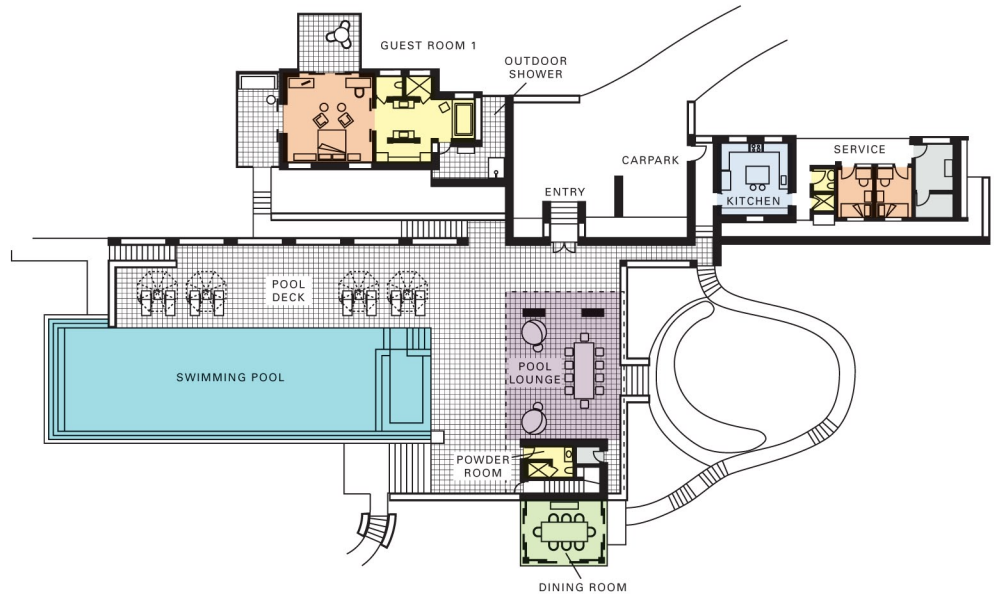 GUEST ROOM 1
OUTDOOR
SHOWER
CARPARK
SERVICE
ENTRY
KITCHEN
POOL
DECK
SWIMMING POOL
POOL
LOUNGE
POWDER
ROOM
DINING ROOM